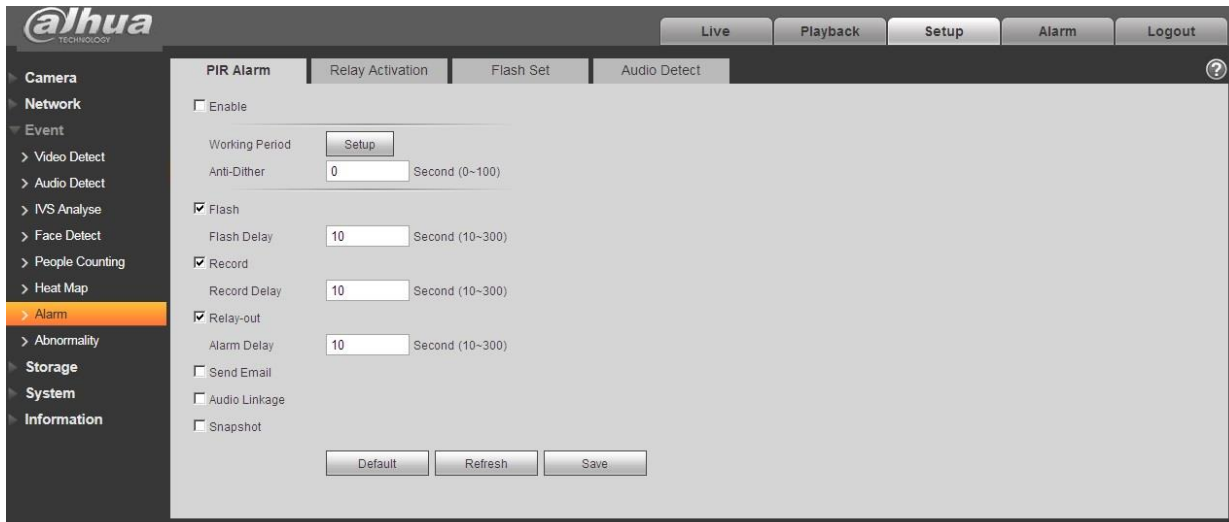 alhua
TECHNOLOGY
Live Playback Setup Alarm Logout
PIR Alarm Relay Activation Flash Set Audio Detect ?
Camera
Network
Event
> Video Detect
> Audio Detect
> IVS Analyse
> Face Detect
> People Counting
> Heat Map
> Alarm
> Abnormality
Storage
System
Information
Enable
Working Period Setup
Anti-Dither 0 Second (0~100)
Flash
Flash Delay 10 Second (10~300)
Record
Record Delay 10 Second (10~300)
Relay-out
Alarm Delay 10 Second (10~300)
Send Email
Audio Linkage
Snapshot
Default Refresh Save